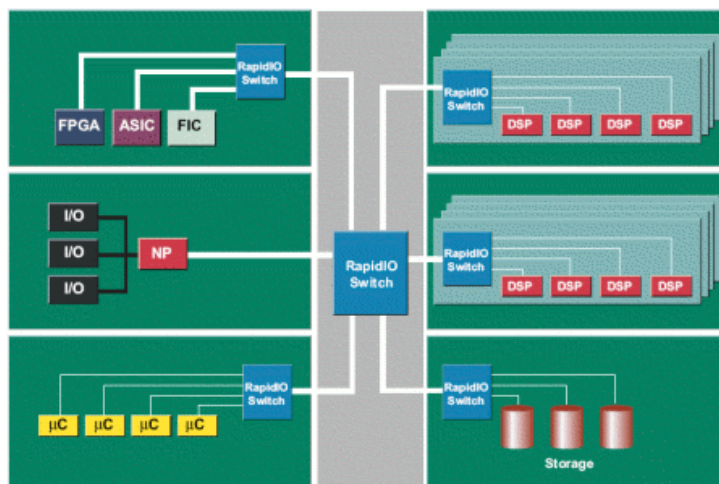 RapidIO
Switch
FPGA
ASIC
FIC
RapidIO
Switch
DSP
DSP
DSP
DSP
I/O
I/O
I/O
NP
RapidIO
Switch
RapidIO
Switch
DSP
DSP
DSP
DSP
RapidIO
Switch
µC
µC
µC
µC
RapidIO
Switch
Storage